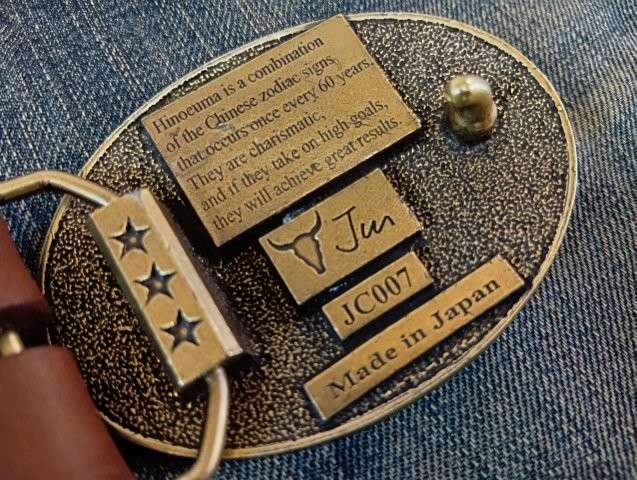 Hinoeuma is a combination
of the Chinese zodiac signs,
that occurs once every 60 years.
They are charismatic,
and if they take on high goals,
they will achieve great results.
Jun
JC007
Made in Japan